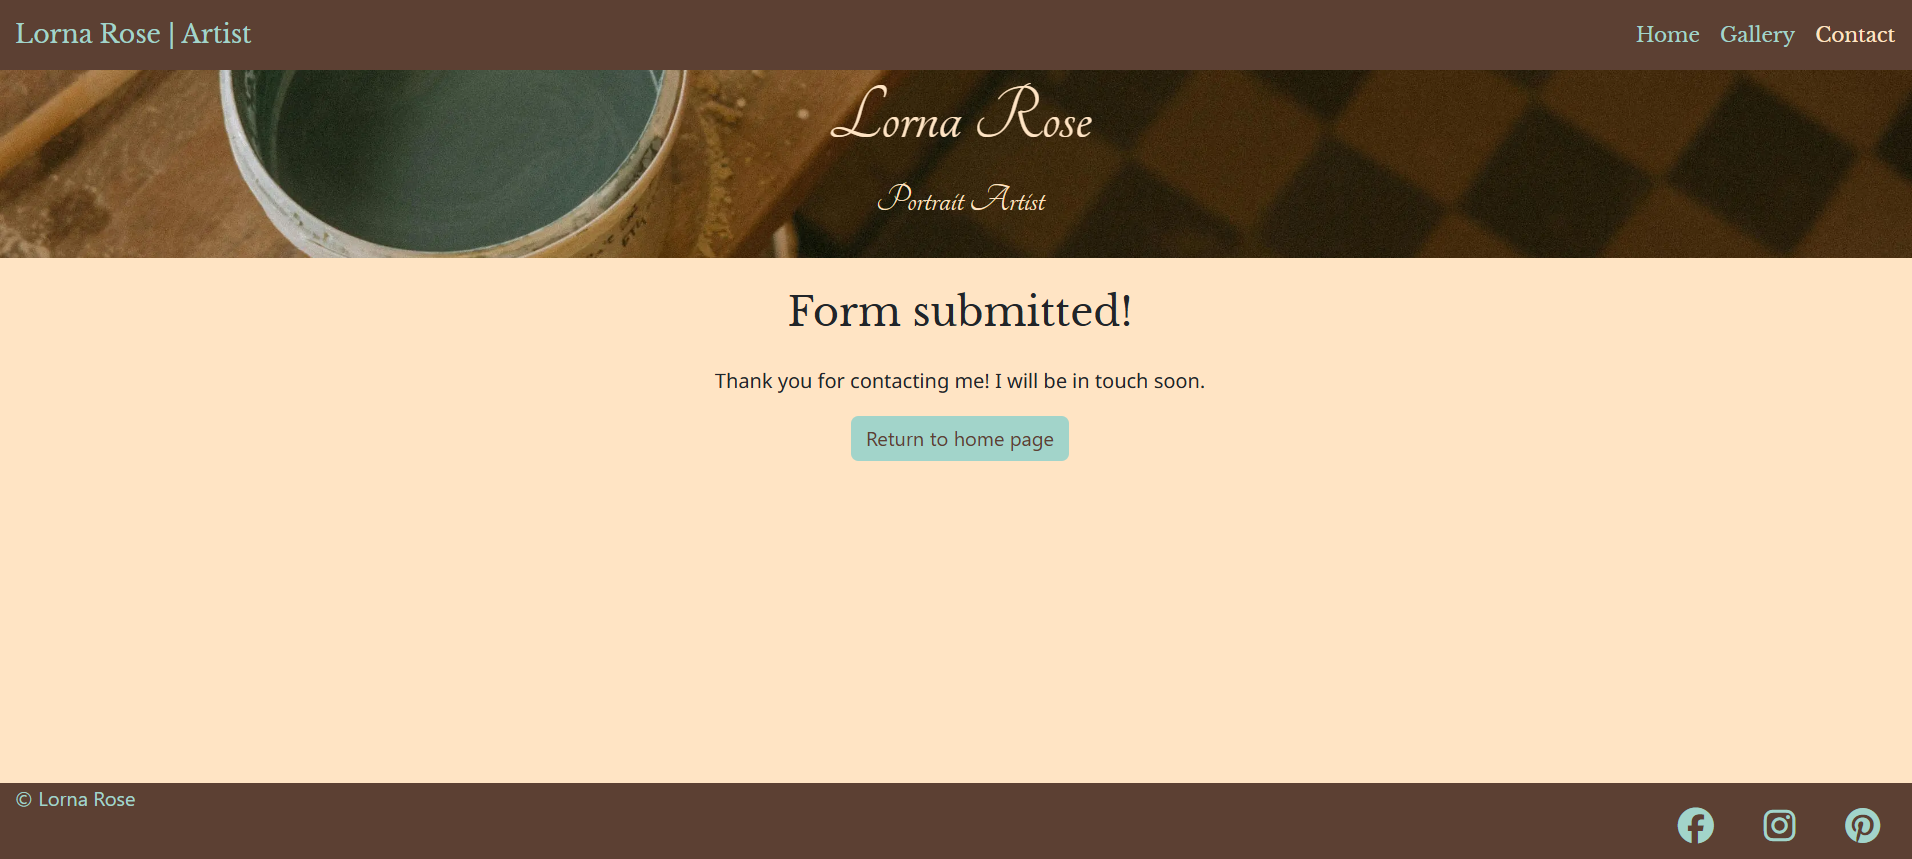 Lorna Rose | Artist
Home Gallery Contact
Lorna Rose
Portrait Artist
Form submitted!
Thank you for contacting me! I will be in touch soon.
Return to home page
© Lorna Rose